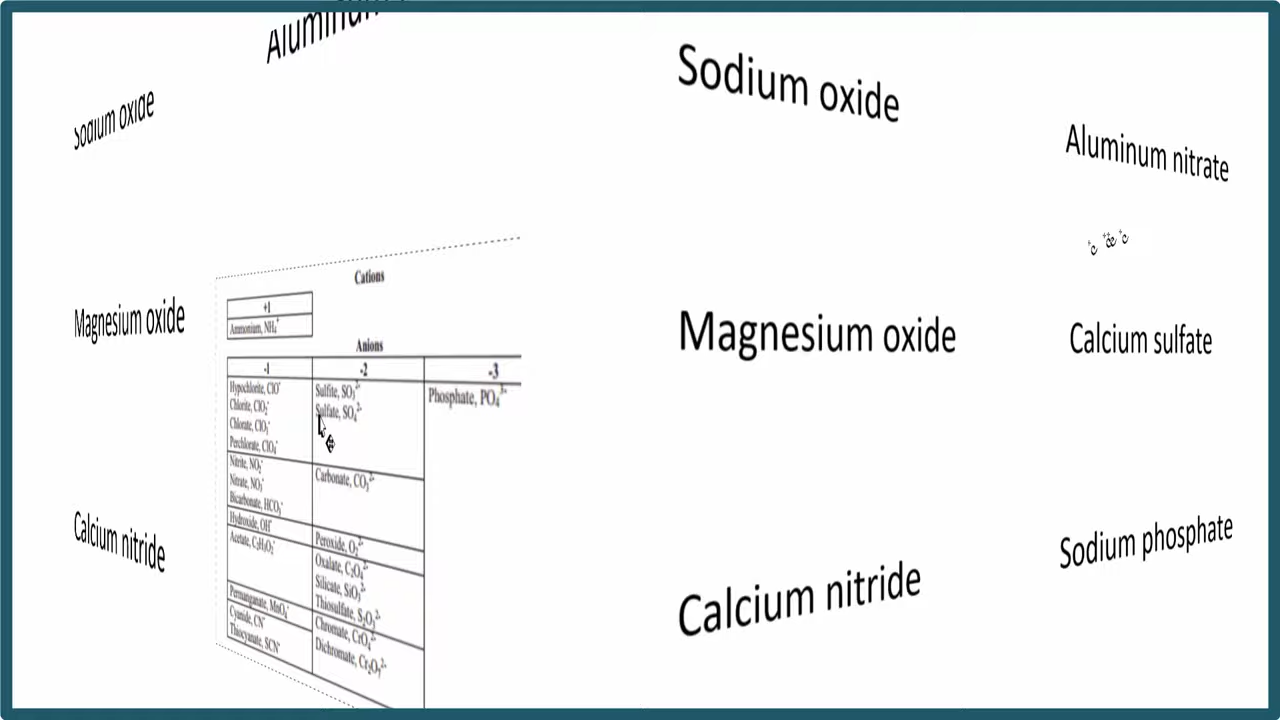 Aluminum
Sodium oxide
Magnesium oxide
Calcium nitride
Cations
+1
Ammonium, NH₄⁺
Anions
-1 -2 -3
Hypochlorite, ClO⁻
Chlorite, ClO₂⁻
Chlorate, ClO₃⁻
Perchlorate, ClO₄⁻
Sulfite, SO₃²⁻
Sulfate, SO₄²⁻
Phosphate, PO₄³⁻
Nitrite, NO₂⁻
Nitrate, NO₃⁻
Bicarbonate, HCO₃⁻
Carbonate, CO₃²⁻
Hydroxide, OH⁻
Peroxide, O₂²⁻
Acetate, C₂H₃O₂⁻
Oxalate, C₂O₄²⁻
Silicate, SiO₃²⁻
Thiosulfate, S₂O₃²⁻
Permanganate, MnO₄⁻
Chromate, CrO₄²⁻
Dichromate, Cr₂O₇²⁻
Cyanide, CN⁻
Thiocyanate, SCN⁻
Sodium oxide
Magnesium oxide
Calcium nitride
Aluminum nitrate
Calcium sulfate
Sodium phosphate